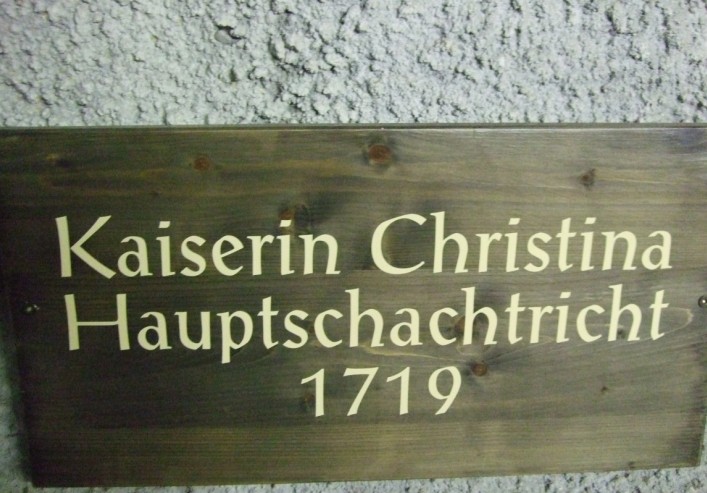 Kaiserin Christina
Hauptschachtricht
1719